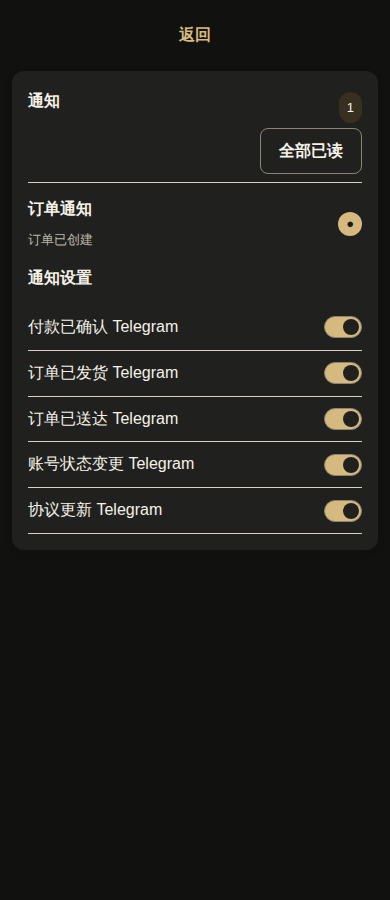 返回
通知
1
全部已读
订单通知
订单已创建
通知设置
付款已确认 Telegram
订单已发货 Telegram
订单已送达 Telegram
账号状态变更 Telegram
协议更新 Telegram